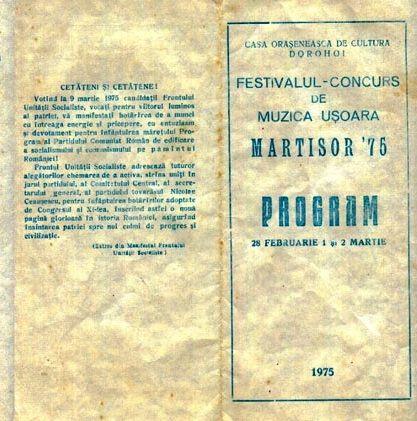 CETĂŢENI ŞI CETĂŢENE!
Votînd la 9 martie 1975 candidaţii Frontului
Unităţii Socialiste, votaţi pentru viitorul luminos
al patriei, vă manifestaţi hotărîrea de a munci
cu întreaga energie şi pricepere, cu entuziasm
şi devotament pentru înfăptuirea măreţului Pro-
gram al Partidului Comunist Român de edificare
a socialismului şi comunismului pe pamîntul
României!
Frontul Unităţii Socialiste adresează tuturor
alegătorilor chemarea de a activa, strîns uniţi în
jurul partidului, al Comitetului Central, al secre-
tarului general, al partidului tovarăşul Nicolae
Ceauşescu, pentru înfăptuirea hotărîrilor adoptate
de Congresul al XI-lea, înscriind astfel o nouă
pagină glorioasă în istoria României, asigurînd
înaintarea patriei spre noi culmi de progres şi
civilizaţie.
(Extras din Manifestul Frontului
Unităţii Socialiste)
CASA ORAŞENEASCA DE CULTURA
DOROHOI
FESTIVALUL-CONCURS
DE
MUZICA UŞOARA
MARTISOR '75
PROGRAM
28 FEBRUARIE 1 şi 2 MARTIE
1975